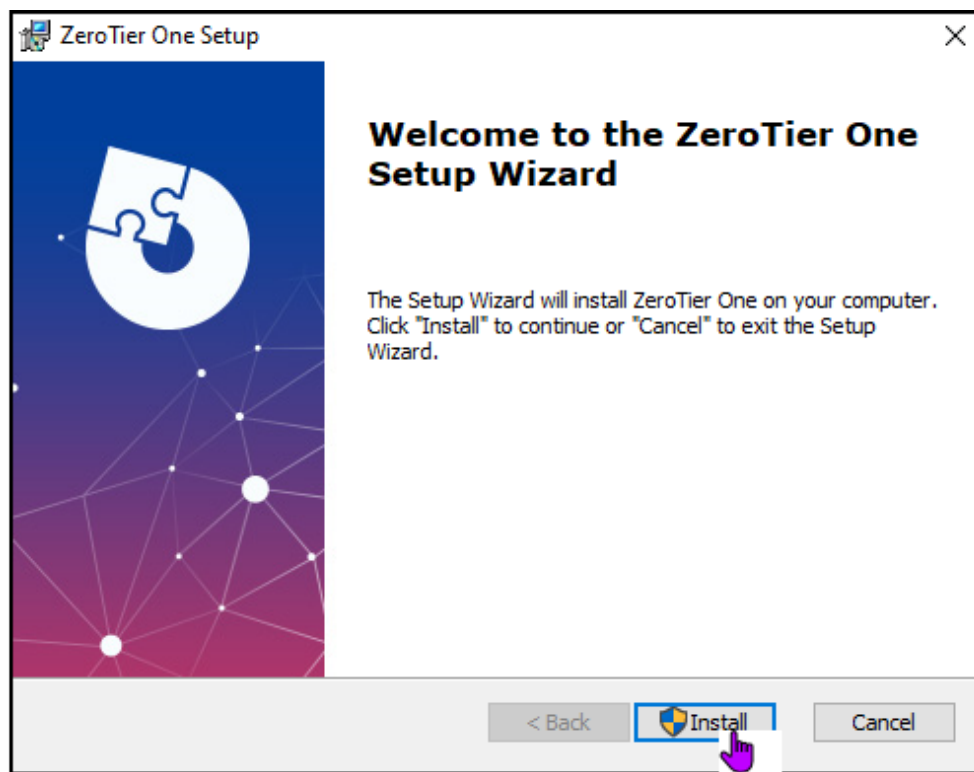 ZeroTier One Setup
Welcome to the ZeroTier One
Setup Wizard
The Setup Wizard will install ZeroTier One on your computer.
Click "Install" to continue or "Cancel" to exit the Setup
Wizard.
< Back Install Cancel